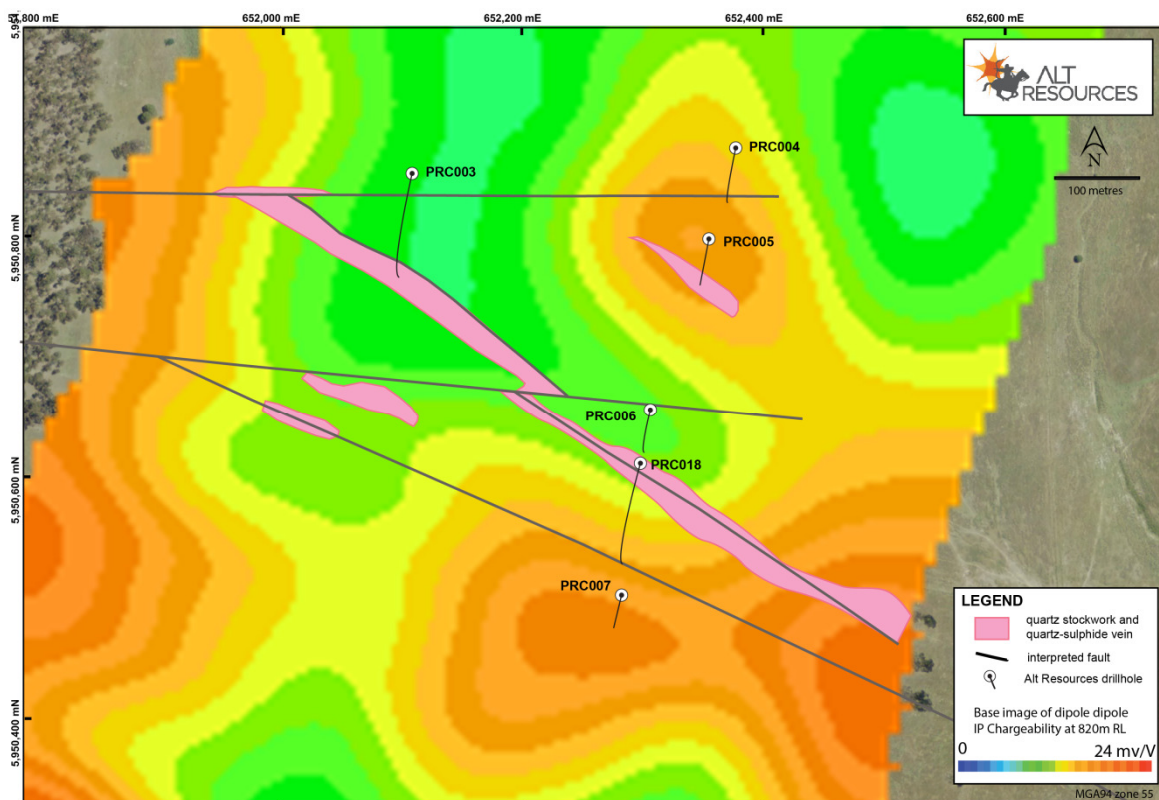 51,800 mE
652,000 mE
652,200 mE
652,400 mE
652,600 mE
5,950,800 mN
5,950,600 mN
5,950,400 mN
ALT
RESOURCES
N
100 metres
PRC003
PRC004
PRC005
PRC006
PRC018
PRC007
LEGEND
quartz stockwork and
quartz-sulphide vein
interpreted fault
Alt Resources drillhole
Base image of dipole dipole
IP Chargeability at 820m RL
0 24 mv/V
MGA94 zone 55